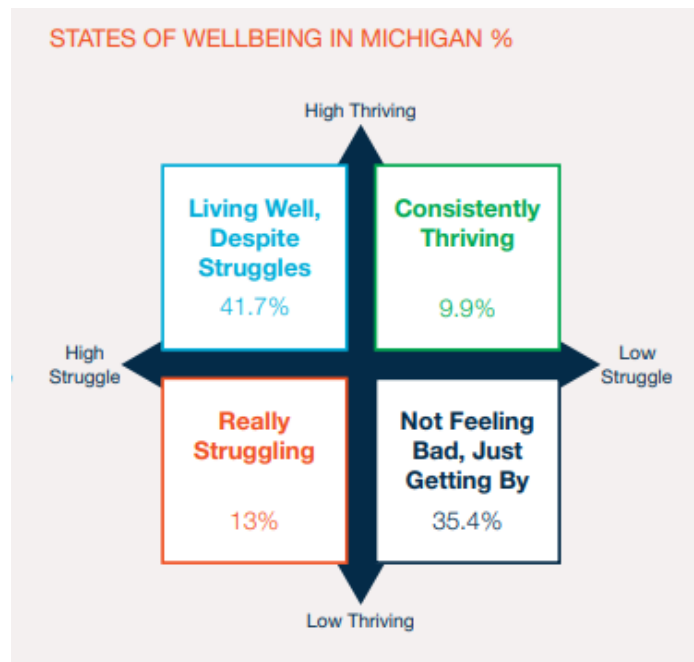 STATES OF WELLBEING IN MICHIGAN %
High Thriving
Living Well,
Despite
Struggles
41.7%
Consistently
Thriving
9.9%
High
Struggle
Low
Struggle
Really
Struggling
13%
Not Feeling
Bad, Just
Getting By
35.4%
Low Thriving